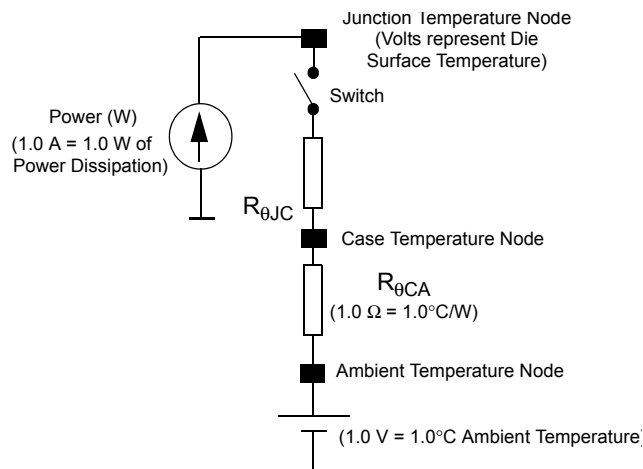 Junction Temperature Node
(Volts represent Die
Surface Temperature)
Switch
Power (W)
(1.0 A = 1.0 W of
Power Dissipation)
RθJC
Case Temperature Node
RθCA
(1.0 Ω = 1.0°C/W)
Ambient Temperature Node
(1.0 V = 1.0°C Ambient Temperature)